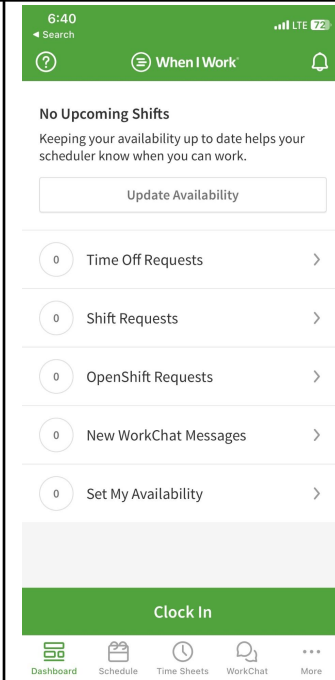 6:40
LTE 72
◀ Search
?
When I Work
No Upcoming Shifts
Keeping your availability up to date helps your
scheduler know when you can work.
Update Availability
0 Time Off Requests
0 Shift Requests
0 OpenShift Requests
0 New WorkChat Messages
0 Set My Availability
Clock In
Dashboard Schedule Time Sheets WorkChat More